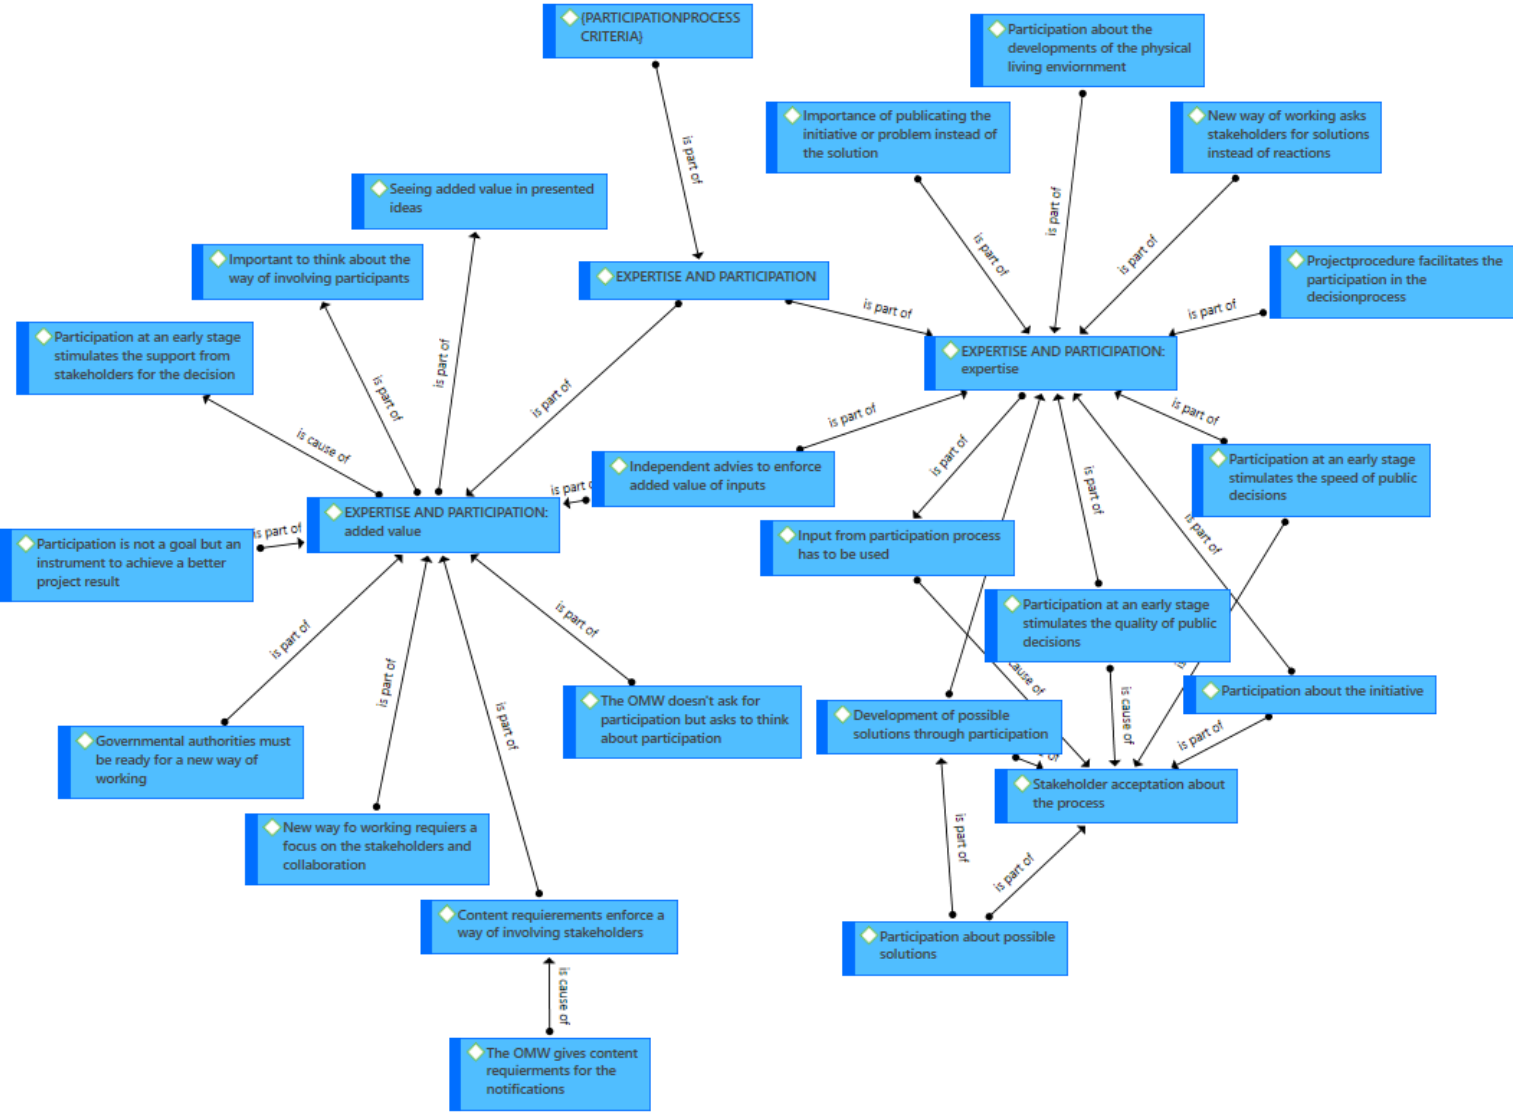 {PARTICIPATIONPROCESS
CRITERIA}
Participation about the
developments of the physical
living enviornment
Importance of publicating the
initiative or problem instead of
the solution
New way of working asks
stakeholders for solutions
instead of reactions
is part of
Seeing added value in presented
ideas
is part of
is part of
is part of
Important to think about the
way of involving participants
EXPERTISE AND PARTICIPATION
Projectprocedure facilitates the
participation in the
decisionprocess
is part of
is part of
Participation at an early stage
stimulates the support from
stakeholders for the decision
EXPERTISE AND PARTICIPATION:
expertise
is part of
is part of
is part of
is part of
is part of
is cause of
is part of
Independent advies to enforce
added value of inputs
Participation at an early stage
stimulates the speed of public
decisions
is part of
is part
EXPERTISE AND PARTICIPATION:
added value
is part of
Participation is not a goal but an
instrument to achieve a better
project result
Input from participation process
has to be used
is part of
Participation at an early stage
stimulates the quality of public
decisions
is part of
is part of
is part of
cause of
The OMW doesn't ask for
participation but asks to think
about participation
Participation about the initiative
Development of possible
solutions through participation
is cause of
is part of
is part of
of
Governmental authorities must
be ready for a new way of
working
Stakeholder acceptation about
the process
New way fo working requiers a
focus on the stakeholders and
collaboration
is part of
is part of
Content requierements enforce a
way of involving stakeholders
Participation about possible
solutions
is cause of
The OMW gives content
requierments for the
notifications